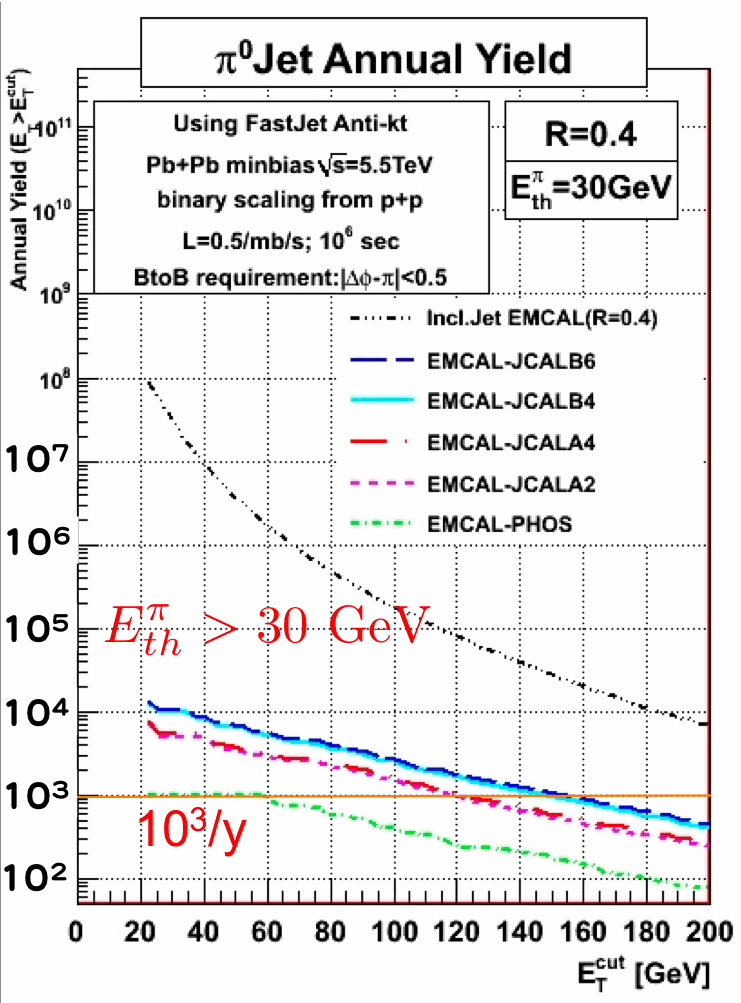 π⁰Jet Annual Yield
Annual Yield (E_T>E_T^cut)
Using FastJet Anti-kt
Pb+Pb minbias √s=5.5TeV
binary scaling from p+p
L=0.5/mb/s; 10⁶ sec
BtoB requirement:|Δϕ-π|<0.5
R=0.4
E_th^π=30GeV
Incl.Jet EMCAL(R=0.4)
EMCAL-JCALB6
EMCAL-JCALB4
EMCAL-JCALA4
EMCAL-JCALA2
EMCAL-PHOS
10¹¹
10¹⁰
10⁹
10⁸
10⁷
10⁶
10⁵
10⁴
10³
10²
E_th^π > 30 GeV
10³/y
0 20 40 60 80 100 120 140 160 180 200
E_T^cut [GeV]